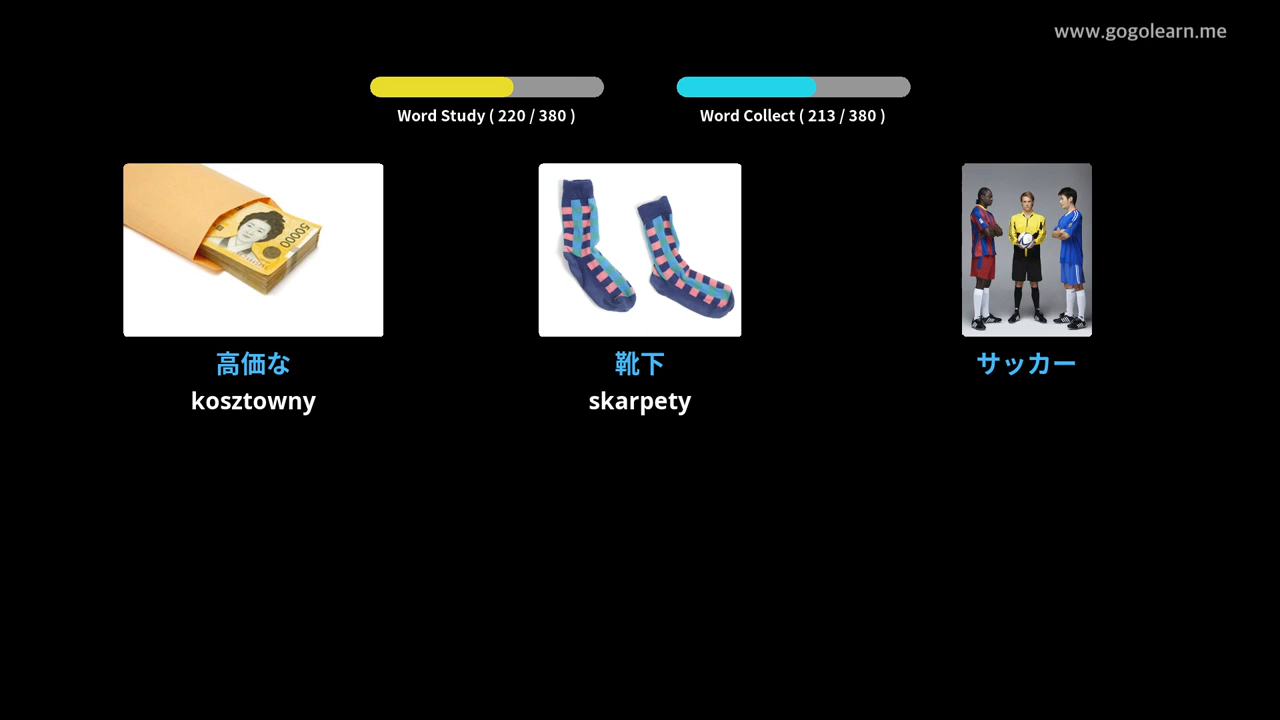 www.gogolearn.me
Word Study ( 220 / 380 )
Word Collect ( 213 / 380 )
50000
高価な
靴下
サッカー
kosztowny
skarpety